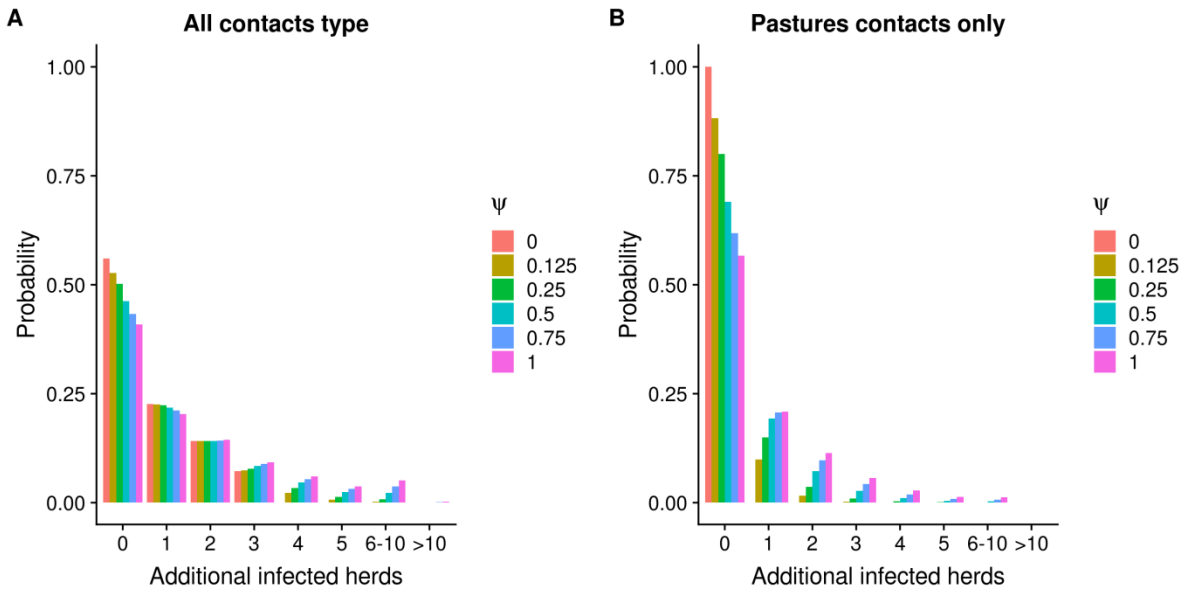 A
All contacts type
Probability
1.00
0.75
0.50
0.25
0.00
0 1 2 3 4 5 6-10 >10
Additional infected herds
ψ
0
0.125
0.25
0.5
0.75
1
B
Pastures contacts only
Probability
1.00
0.75
0.50
0.25
0.00
0 1 2 3 4 5 6-10 >10
Additional infected herds
ψ
0
0.125
0.25
0.5
0.75
1